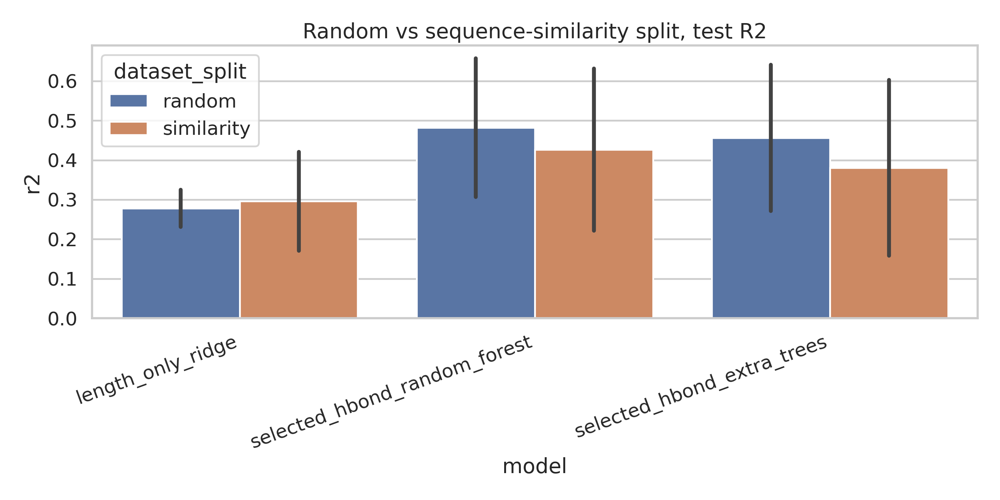 Random vs sequence-similarity split, test R2
dataset_split
random
similarity
r2
0.6
0.5
0.4
0.3
0.2
0.1
0.0
length_only_ridge
selected_hbond_random_forest
selected_hbond_extra_trees
model